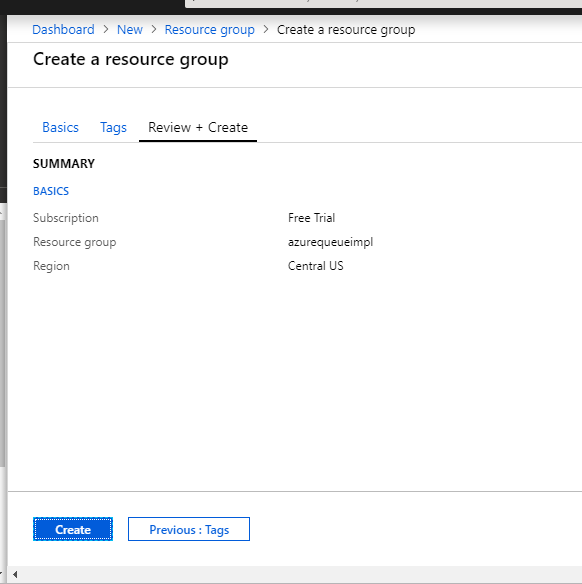 Dashboard > New > Resource group > Create a resource group
Create a resource group
Basics Tags Review + Create
SUMMARY
BASICS
Subscription Free Trial
Resource group azurequeueimpl
Region Central US
Create Previous : Tags